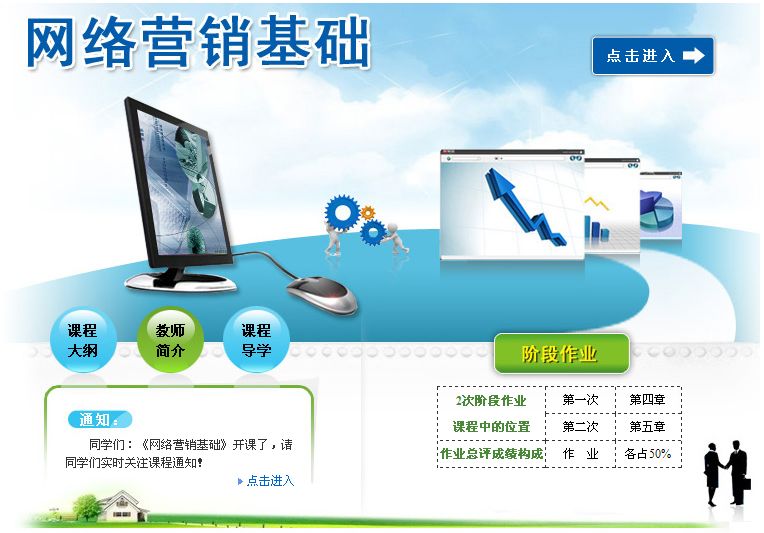 网络营销基础
点击进入
课程
大纲
教师
简介
课程
导学
阶段作业
通知：
同学们：《网络营销基础》开课了，请
同学们实时关注课程通知！
点击进入
2次阶段作业 第一次 第四章
课程中的位置 第二次 第五章
作业总评成绩构成 作 业 各占50%